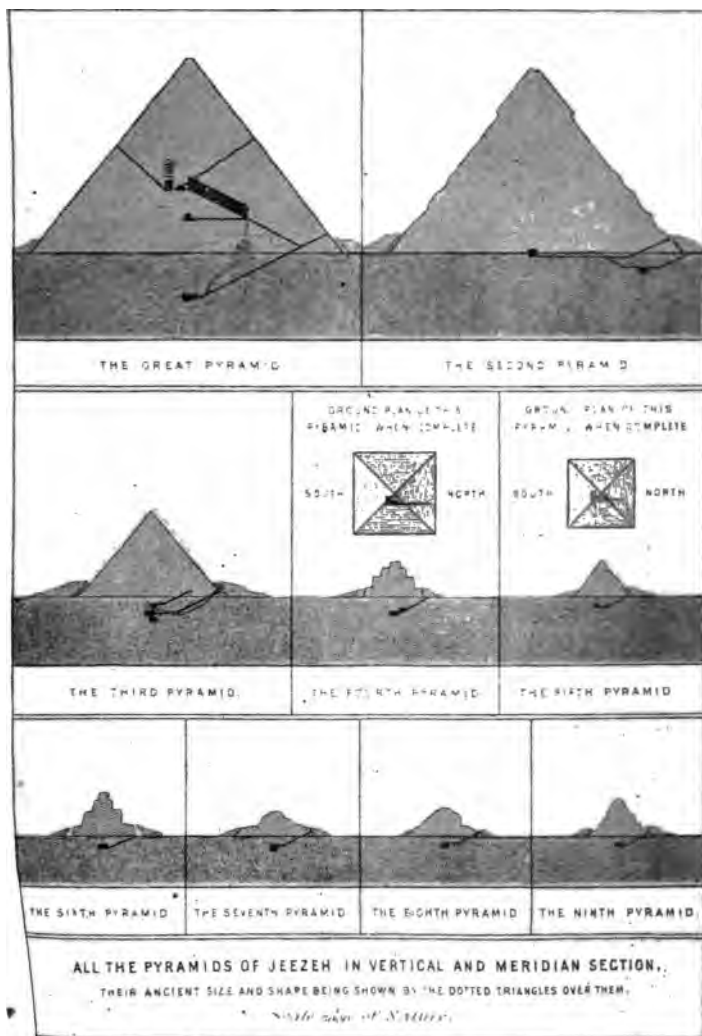 THE GREAT PYRAMID
THE SECOND PYRAMID
GROUND PLAN OF THIS
PYRAMID WHEN COMPLETE
SOUTH
NORTH
GROUND PLAN OF THIS
PYRAMID WHEN COMPLETE
SOUTH
NORTH
THE THIRD PYRAMID.
THE FOURTH PYRAMID
THE FIFTH PYRAMID
THE SIXTH PYRAMID
THE SEVENTH PYRAMID
THE EIGHTH PYRAMID
THE NINTH PYRAMID.
ALL THE PYRAMIDS OF JEEZEH IN VERTICAL AND MERIDIAN SECTION,
THEIR ANCIENT SIZE AND SHAPE BEING SHOWN BY THE DOTTED TRIANGLES OVER THEM.
of